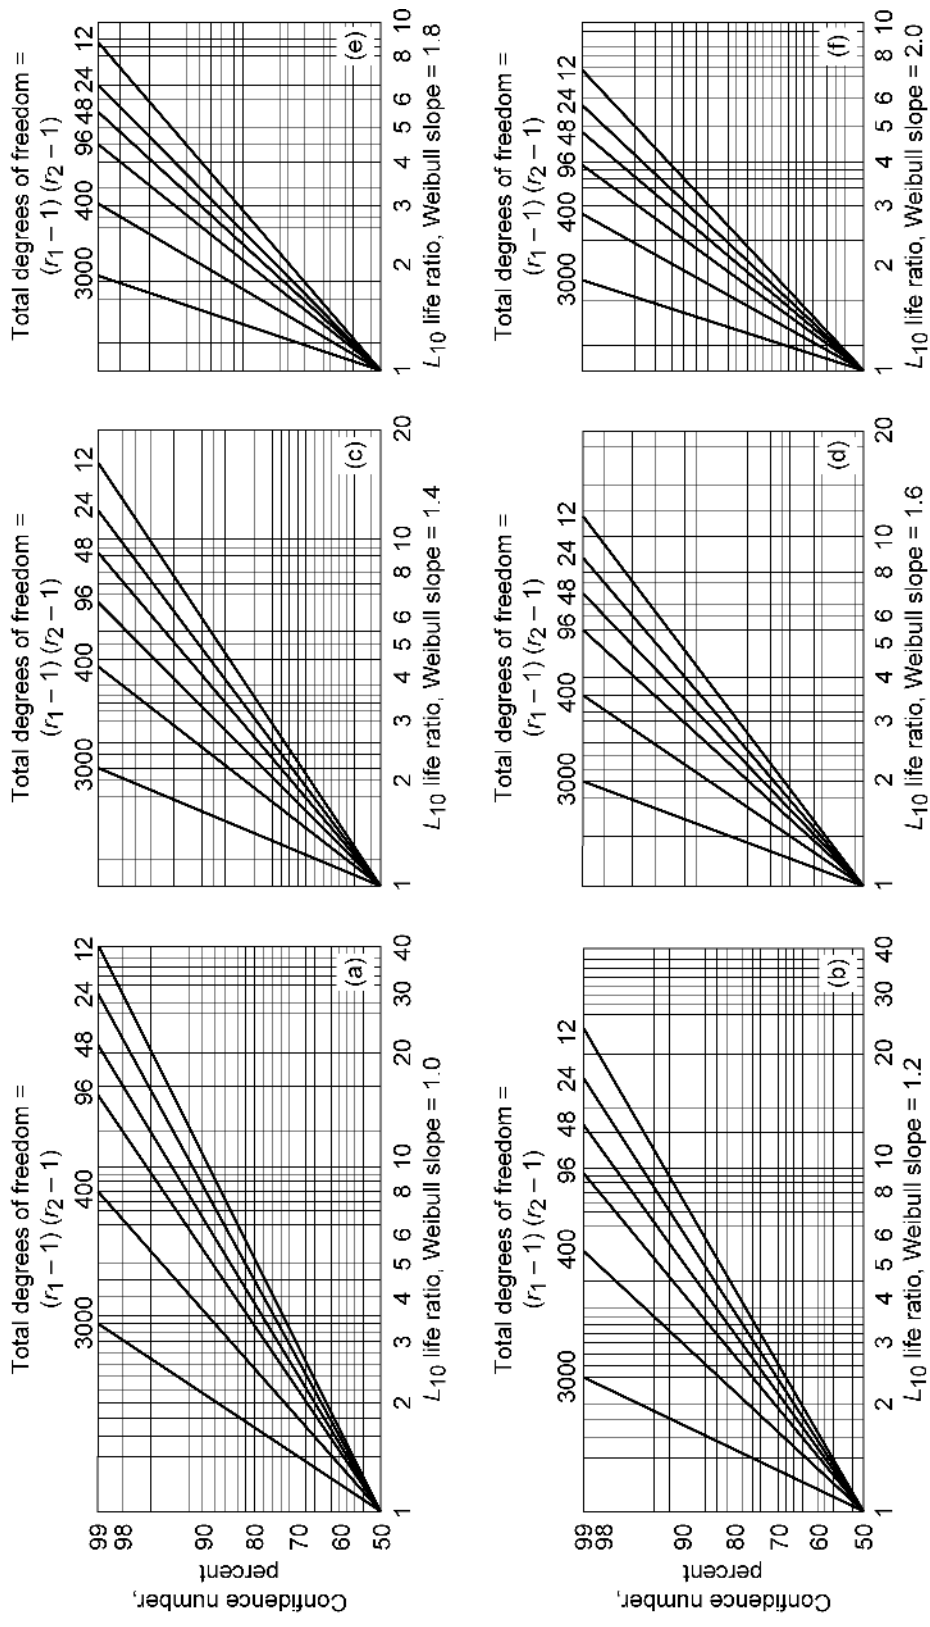 Total degrees of freedom =
(r1 − 1) (r2 − 1)
3000 400 96 48 24 12
(a)
99
98
90
80
70
60
50
Confidence number,
percent
1 2 3 4 5 6 8 10 20 30 40
L10 life ratio, Weibull slope = 1.0
Total degrees of freedom =
(r1 − 1) (r2 − 1)
3000 400 96 48 24 12
(c)
1 2 3 4 5 6 8 10 20
L10 life ratio, Weibull slope = 1.4
Total degrees of freedom =
(r1 − 1) (r2 − 1)
3000 400 96 48 24 12
(e)
1 2 3 4 5 6 8 10
L10 life ratio, Weibull slope = 1.8
Total degrees of freedom =
(r1 − 1) (r2 − 1)
3000 400 96 48 24 12
(b)
99
98
90
80
70
60
50
Confidence number,
percent
1 2 3 4 5 6 8 10 20 30 40
L10 life ratio, Weibull slope = 1.2
Total degrees of freedom =
(r1 − 1) (r2 − 1)
3000 400 96 48 24 12
(d)
1 2 3 4 5 6 8 10 20
L10 life ratio, Weibull slope = 1.6
Total degrees of freedom =
(r1 − 1) (r2 − 1)
3000 400 96 48 24 12
(f)
1 2 3 4 5 6 8 10
L10 life ratio, Weibull slope = 2.0